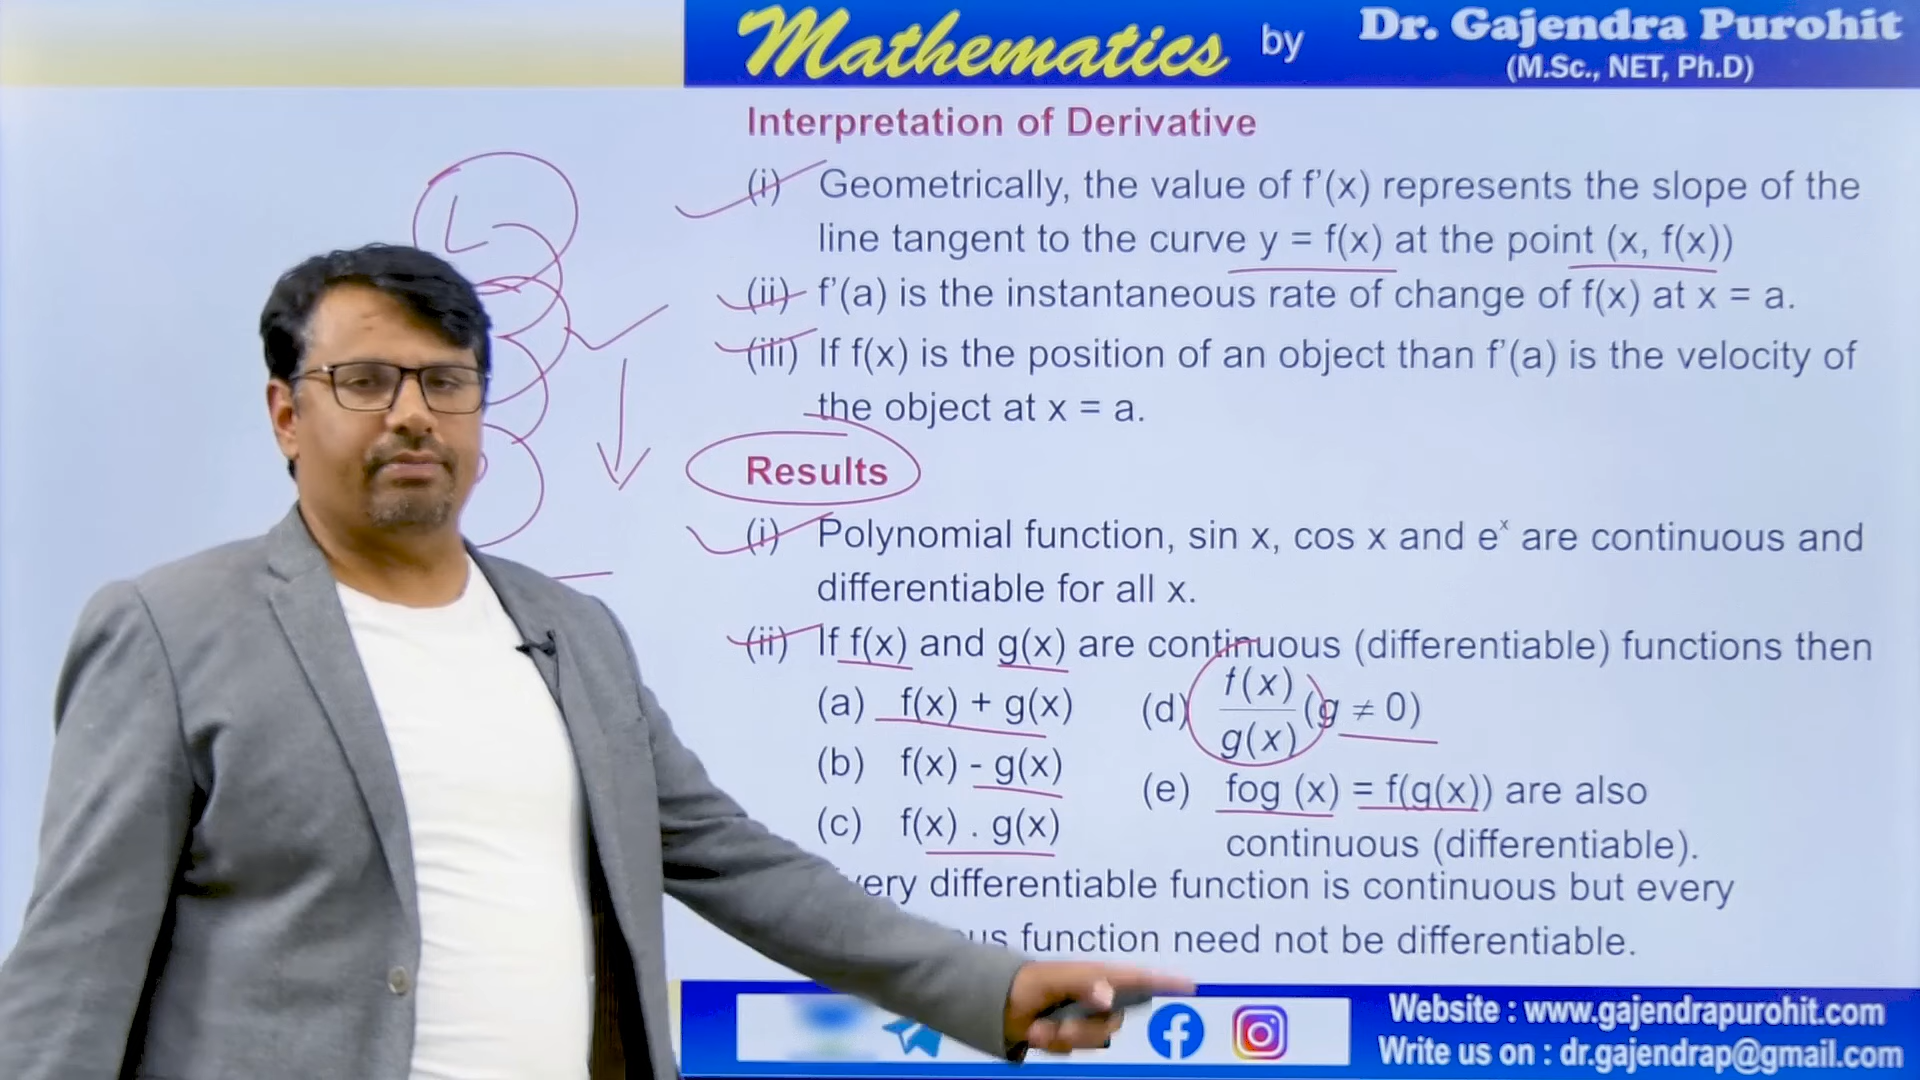 Mathematics by Dr. Gajendra Purohit
(M.Sc., NET, Ph.D)
Interpretation of Derivative
(i) Geometrically, the value of f'(x) represents the slope of the
line tangent to the curve y = f(x) at the point (x, f(x))
(ii) f'(a) is the instantaneous rate of change of f(x) at x = a.
(iii) If f(x) is the position of an object than f'(a) is the velocity of
the object at x = a.
Results
(i) Polynomial function, sin x, cos x and eˣ are continuous and
differentiable for all x.
(ii) If f(x) and g(x) are continuous (differentiable) functions then
(a) f(x) + g(x)
(b) f(x) - g(x)
(c) f(x) . g(x)
(d) f(x)/g(x) (g ≠ 0)
(e) fog (x) = f(g(x)) are also
continuous (differentiable).
differentiable function is continuous but every
function need not be differentiable.
Website : www.gajendrapurohit.com
Write us on : dr.gajendrap@gmail.com